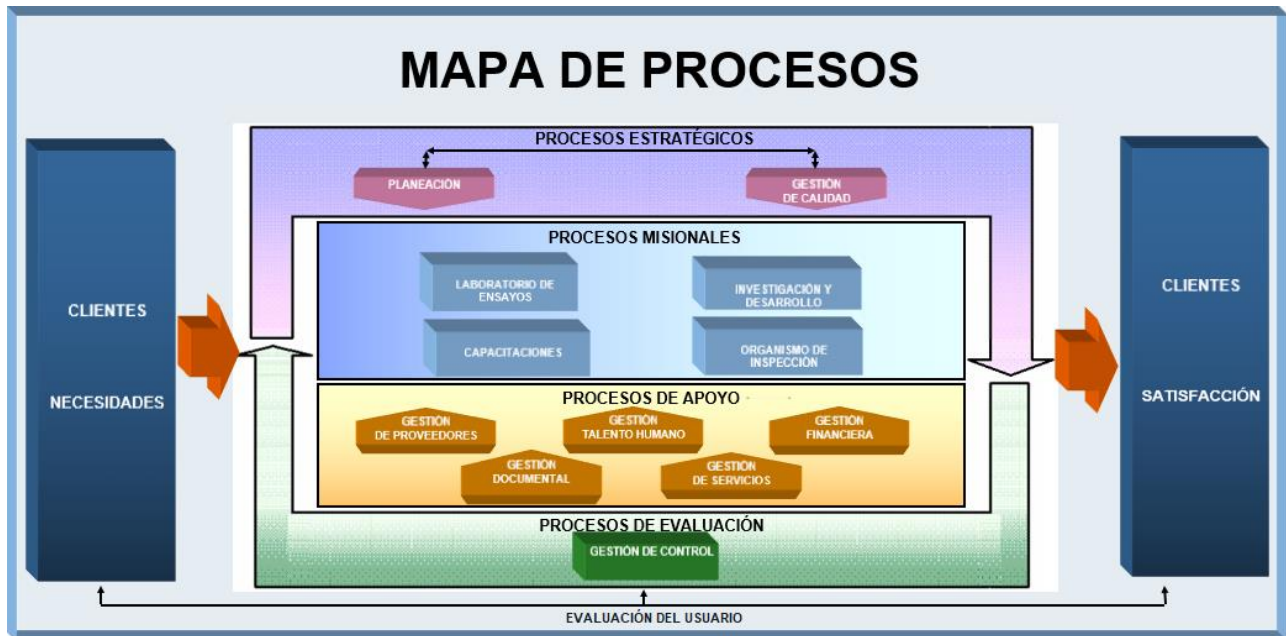 MAPA DE PROCESOS
PROCESOS ESTRATÉGICOS
PLANEACIÓN
GESTIÓN
DE CALIDAD
CLIENTES
NECESIDADES
PROCESOS MISIONALES
LABORATORIO DE
ENSAYOS
INVESTIGACIÓN Y
DESARROLLO
CAPACITACIONES
ORGANISMO DE
INSPECCIÓN
PROCESOS DE APOYO
GESTIÓN
DE PROVEEDORES
GESTIÓN
TALENTO HUMANO
GESTIÓN
FINANCIERA
GESTIÓN
DOCUMENTAL
GESTIÓN
DE SERVICIOS
PROCESOS DE EVALUACIÓN
GESTIÓN DE CONTROL
CLIENTES
SATISFACCIÓN
EVALUACIÓN DEL USUARIO